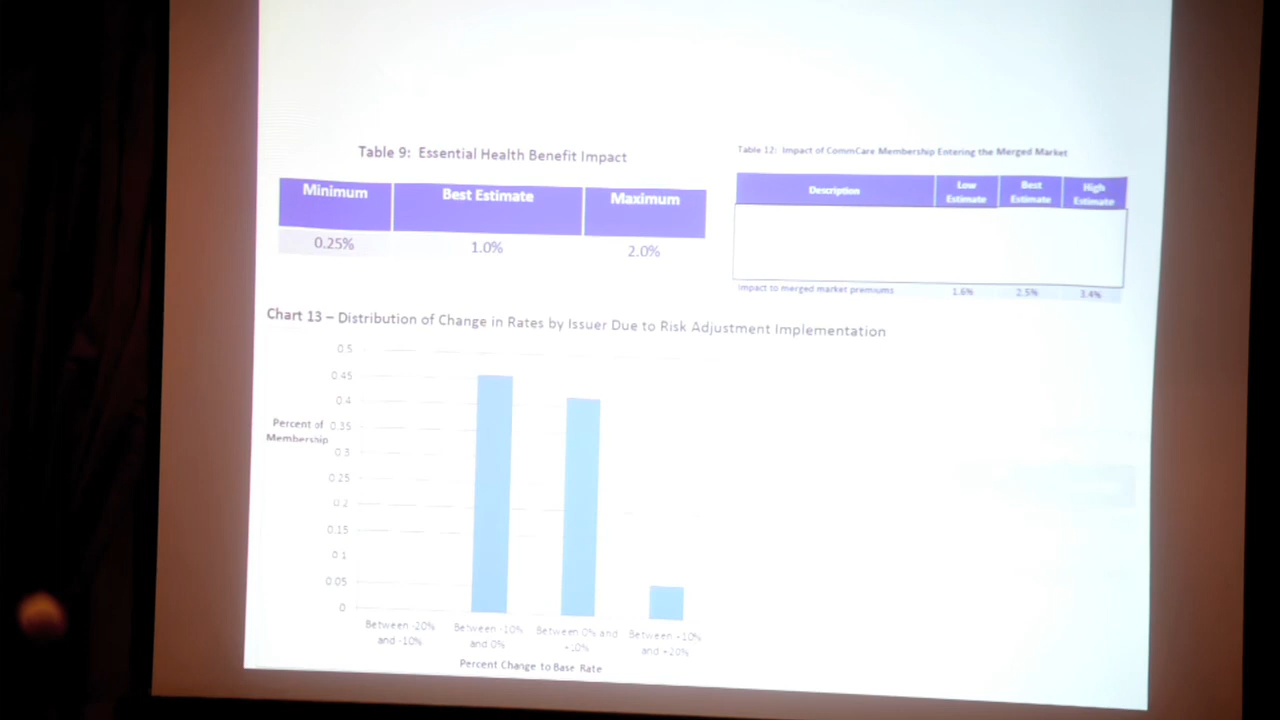 Table 9: Essential Health Benefit Impact
Minimum Best Estimate Maximum
0.25% 1.0% 2.0%
Table 12: Impact of CommCare Membership Entering the Merged Market
Description Low Estimate Best Estimate High Estimate
Impact to merged market premiums 1.6% 2.5% 3.4%
Chart 13 – Distribution of Change in Rates by Issuer Due to Risk Adjustment Implementation
Percent of
Membership
0.5
0.45
0.4
0.35
0.3
0.25
0.2
0.15
0.1
0.05
0
Between -20% and -10%
Between -10% and 0%
Between 0% and +10%
Between +10% and +20%
Percent Change to Base Rate